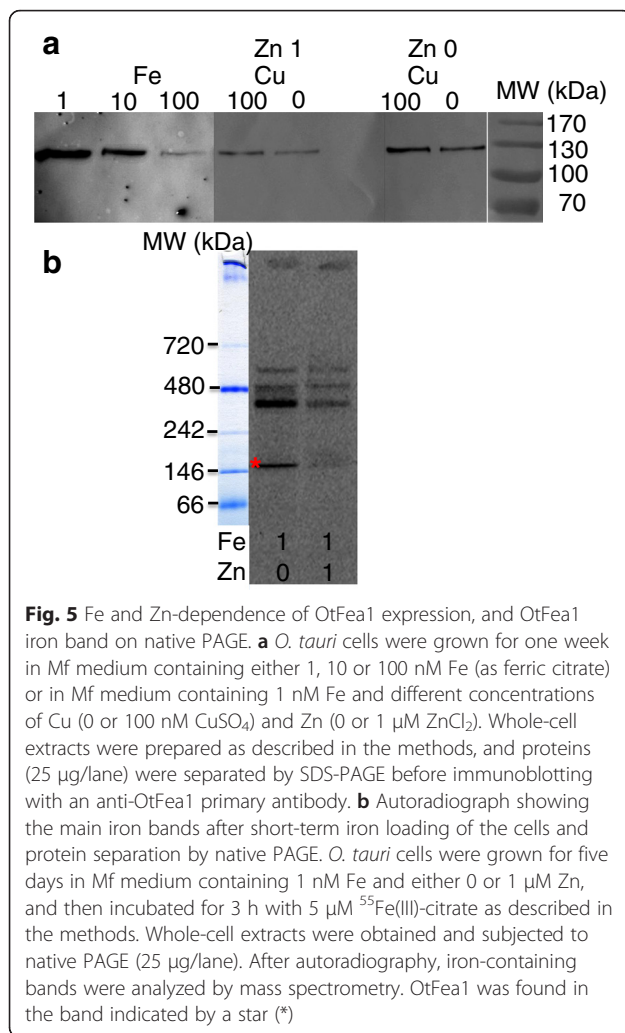 a
Zn 1 Zn 0
Fe Cu Cu MW (kDa)
1 10 100 100 0 100 0
170
130
100
70
MW (kDa)
b
720
480
242
146
66
*
Fe 1 1
Zn 0 1
Fig. 5 Fe and Zn-dependence of OtFea1 expression, and OtFea1
iron band on native PAGE. a O. tauri cells were grown for one week
in Mf medium containing either 1, 10 or 100 nM Fe (as ferric citrate)
or in Mf medium containing 1 nM Fe and different concentrations
of Cu (0 or 100 nM CuSO₄) and Zn (0 or 1 μM ZnCl₂). Whole-cell
extracts were prepared as described in the methods, and proteins
(25 μg/lane) were separated by SDS-PAGE before immunoblotting
with an anti-OtFea1 primary antibody. b Autoradiograph showing
the main iron bands after short-term iron loading of the cells and
protein separation by native PAGE. O. tauri cells were grown for five
days in Mf medium containing 1 nM Fe and either 0 or 1 μM Zn,
and then incubated for 3 h with 5 μM ⁵⁵Fe(III)-citrate as described in
the methods. Whole-cell extracts were obtained and subjected to
native PAGE (25 μg/lane). After autoradiography, iron-containing
bands were analyzed by mass spectrometry. OtFea1 was found in
the band indicated by a star (*)